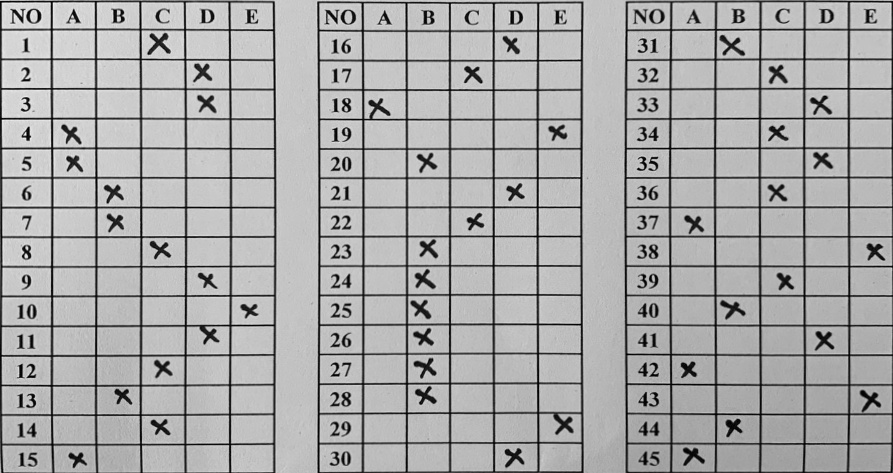 NO A B C D E
1 X
2 X
3 X
4 X
5 X
6 X
7 X
8 X
9 X
10 X
11 X
12 X
13 X
14 X
15 X
NO A B C D E
16 X
17 X
18 X
19 X
20 X
21 X
22 X
23 X
24 X
25 X
26 X
27 X
28 X
29 X
30 X
NO A B C D E
31 X
32 X
33 X
34 X
35 X
36 X
37 X
38 X
39 X
40 X
41 X
42 X
43 X
44 X
45 X